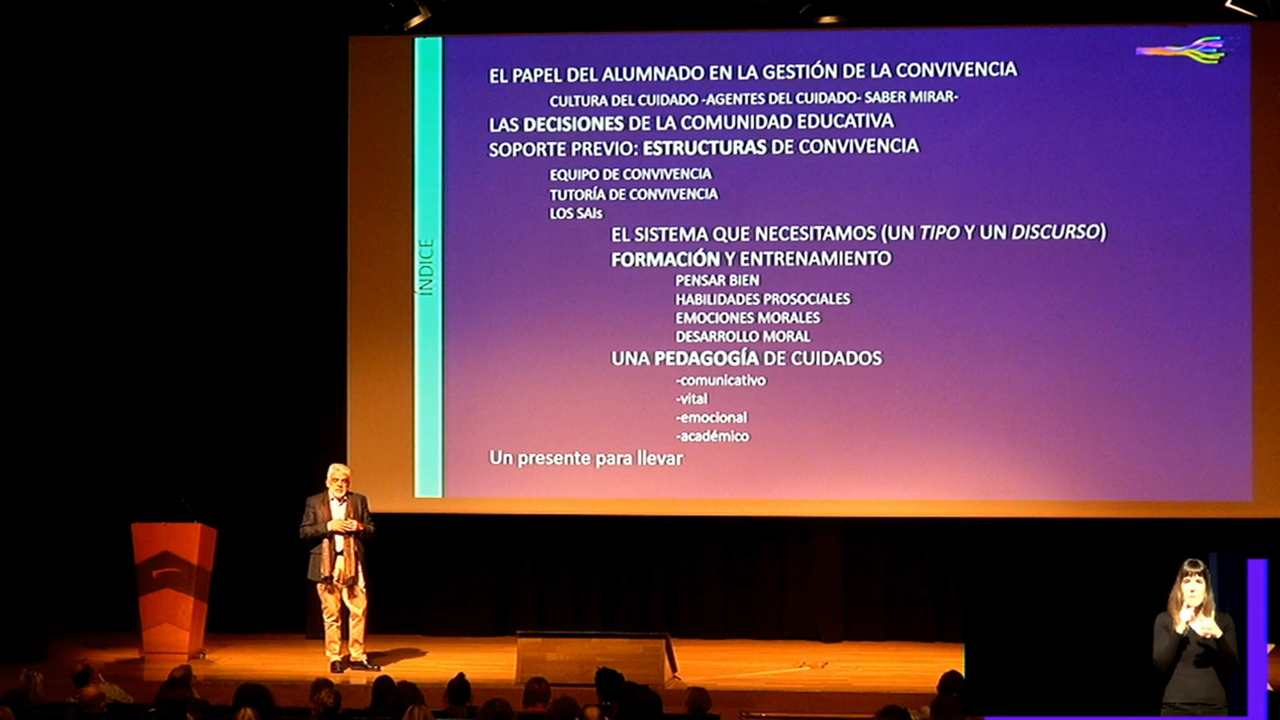 EL PAPEL DEL ALUMNADO EN LA GESTIÓN DE LA CONVIVENCIA
CULTURA DEL CUIDADO -AGENTES DEL CUIDADO- SABER MIRAR-
LAS DECISIONES DE LA COMUNIDAD EDUCATIVA
SOPORTE PREVIO: ESTRUCTURAS DE CONVIVENCIA
EQUIPO DE CONVIVENCIA
TUTORÍA DE CONVIVENCIA
LOS SAIs
EL SISTEMA QUE NECESITAMOS (UN TIPO Y UN DISCURSO)
FORMACIÓN Y ENTRENAMIENTO
PENSAR BIEN
HABILIDADES PROSOCIALES
EMOCIONES MORALES
DESARROLLO MORAL
UNA PEDAGOGÍA DE CUIDADOS
-comunicativo
-vital
-emocional
-académico
Un presente para llevar
ÍNDICE